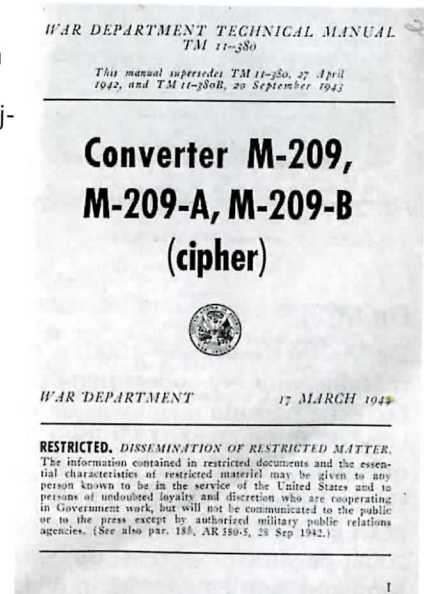 WAR DEPARTMENT TECHNICAL MANUAL
TM 11-380
This manual supersedes TM 11-380, 27 April
1942, and TM 11-380B, 20 September 1943
j-
Converter M-209,
M-209-A, M-209-B
(cipher)
WAR DEPARTMENT 17 MARCH 1944
RESTRICTED. DISSEMINATION OF RESTRICTED MATTER.
The information contained in restricted documents and the essen-
tial characteristics of restricted materiel may be given to any
person known to be in the service of the United States and to
persons of undoubted loyalty and discretion who are cooperating
in Government work, but will not be communicated to the public
or to the press except by authorized military public relations
agencies. (See also par. 18b, AR 380-5, 28 Sep 1942.)
I